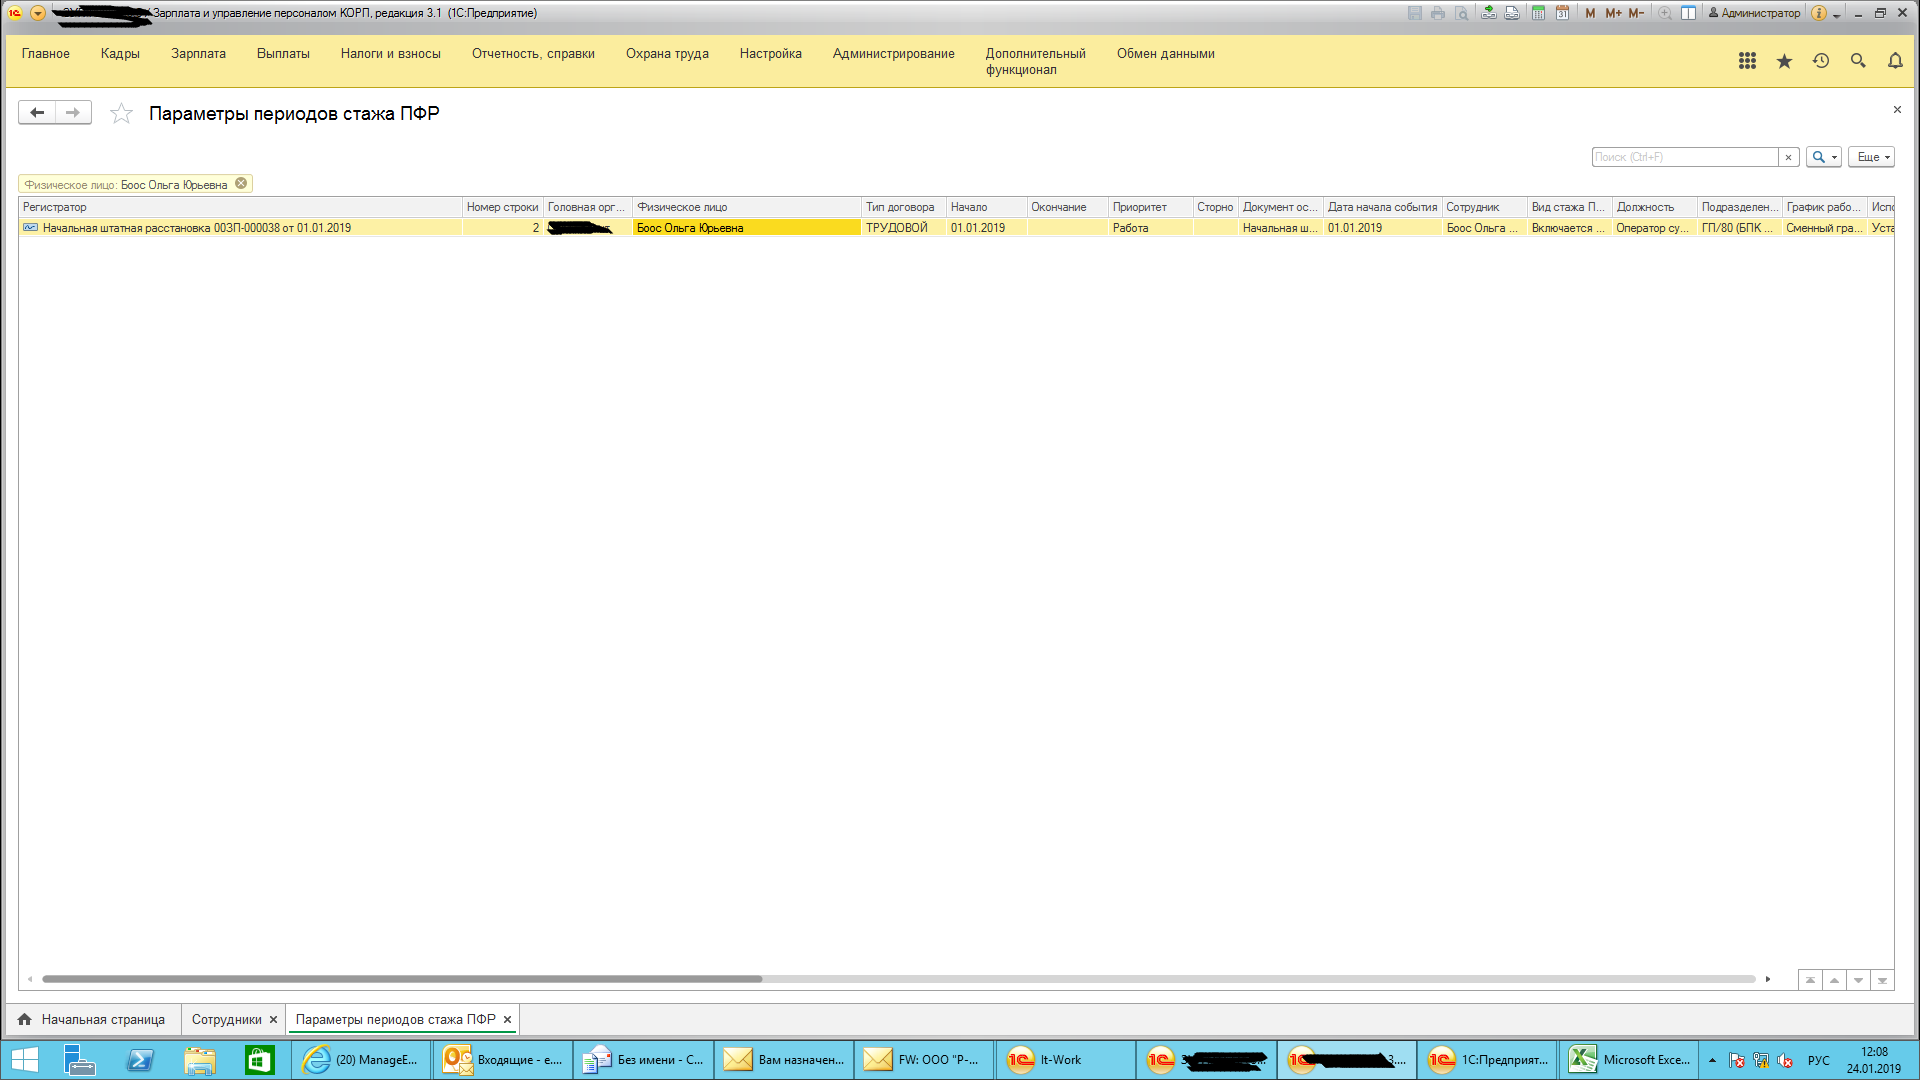 Зарплата и управление персоналом КОРП, редакция 3.1 (1С:Предприятие)
M M+ M- Администратор
Главное Кадры Зарплата Выплаты Налоги и взносы Отчетность, справки Охрана труда Настройка Администрирование Дополнительный функционал Обмен данными
Параметры периодов стажа ПФР
Поиск (Ctrl+F) Еще
Физическое лицо: Боос Ольга Юрьевна
Регистратор Номер строки Головная орг... Физическое лицо Тип договора Начало Окончание Приоритет Сторно Документ ос... Дата начала события Сотрудник Вид стажа П... Должность Подразделен... График рабо... Испо
Начальная штатная расстановка 00ЗП-000038 от 01.01.2019 2 Боос Ольга Юрьевна ТРУДОВОЙ 01.01.2019 Работа Начальная ш... 01.01.2019 Боос Ольга ... Включается ... Оператор су... ГП/80 (БПК ... Сменный гра... Уста
Начальная страница Сотрудники Параметры периодов стажа ПФР
(20) ManageE... Входящие - e.... Без имени - С... Вам назначен... FW: ООО "Р-... It-Work 1С:Предприят... Microsoft Exce... РУС 12:08
24.01.2019